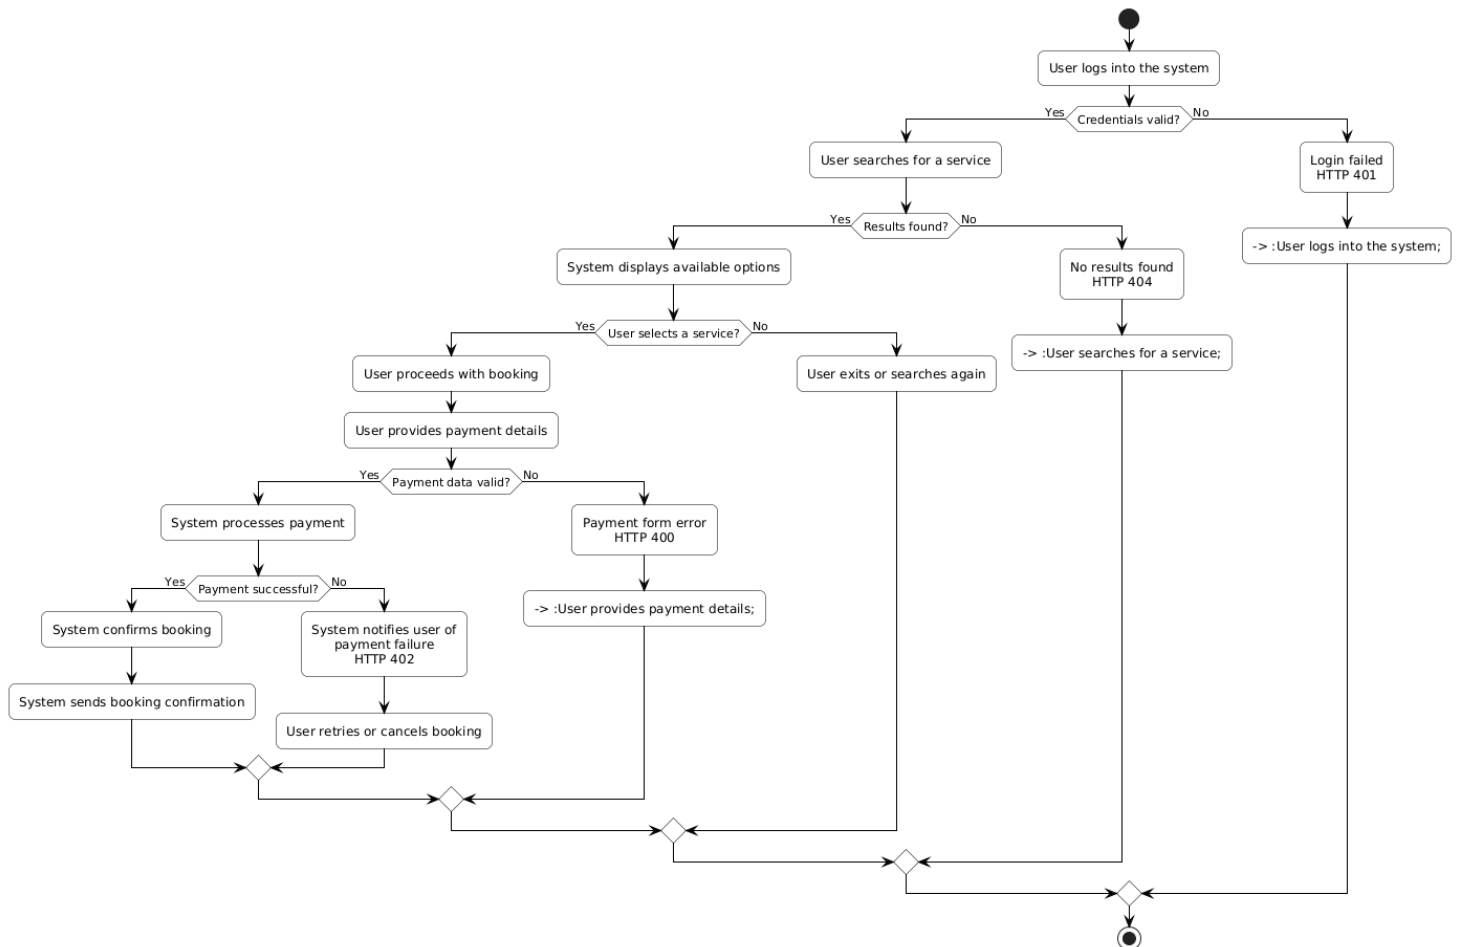 User logs into the system
Yes
Credentials valid?
No
User searches for a service
Login failed
HTTP 401
Yes
Results found?
No
-> :User logs into the system;
System displays available options
No results found
HTTP 404
Yes
User selects a service?
No
-> :User searches for a service;
User proceeds with booking
User exits or searches again
User provides payment details
Yes
Payment data valid?
No
System processes payment
Payment form error
HTTP 400
Yes
Payment successful?
No
-> :User provides payment details;
System confirms booking
System notifies user of
payment failure
HTTP 402
System sends booking confirmation
User retries or cancels booking